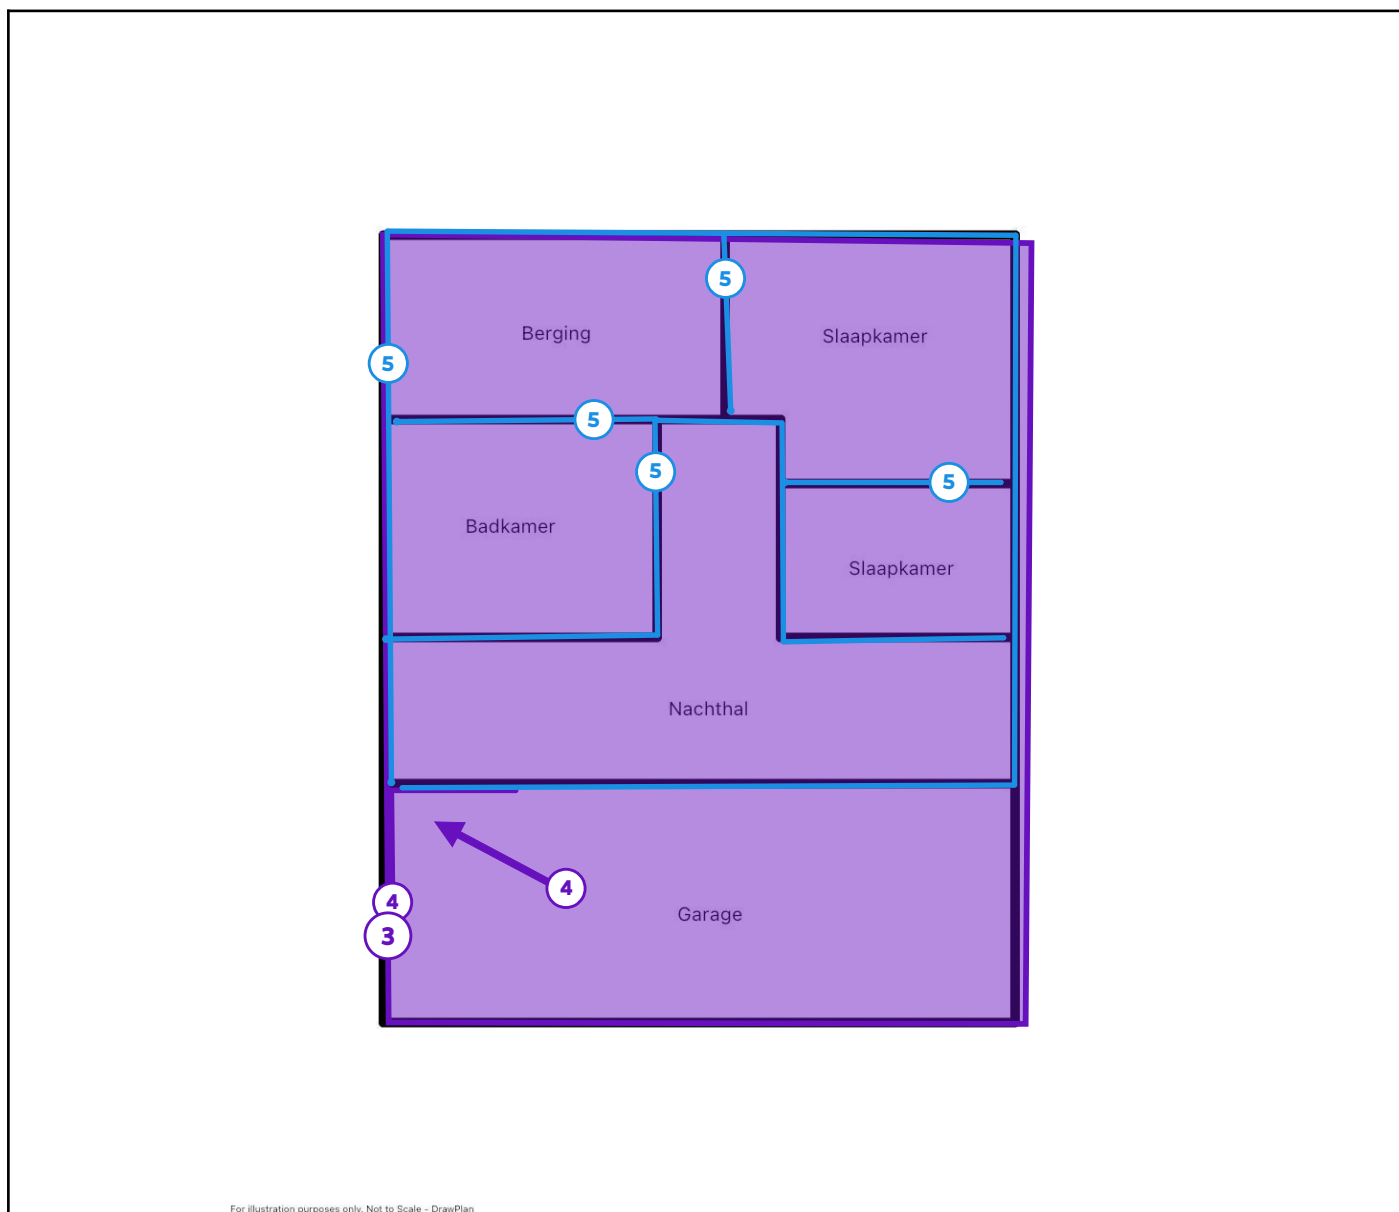 5
Berging
Slaapkamer
5
5
5
5
Badkamer
Slaapkamer
Nachthal
4
4
3
Garage
For illustration purposes only. Not to Scale - DrawPlan